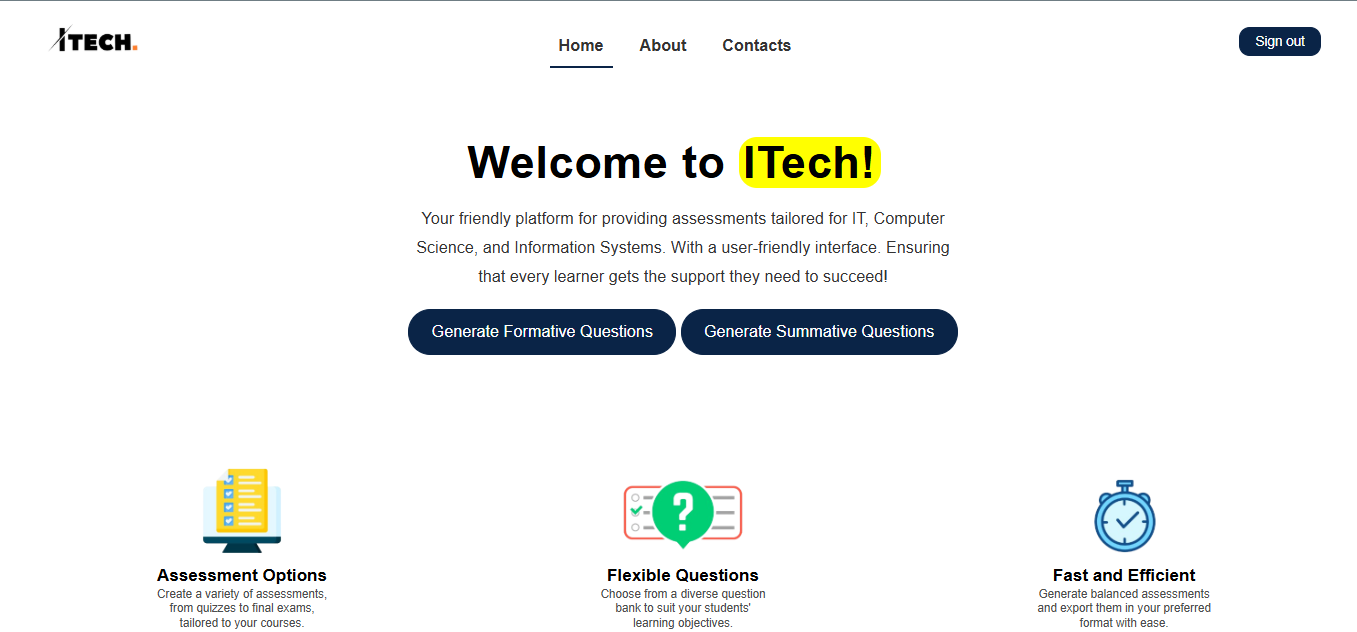 ITECH.
Home
About
Contacts
Sign out
Welcome to ITech!
Your friendly platform for providing assessments tailored for IT, Computer
Science, and Information Systems. With a user-friendly interface. Ensuring
that every learner gets the support they need to succeed!
Generate Formative Questions
Generate Summative Questions
?
Assessment Options
Create a variety of assessments,
from quizzes to final exams,
tailored to your courses.
Flexible Questions
Choose from a diverse question
bank to suit your students'
learning objectives.
Fast and Efficient
Generate balanced assessments
and export them in your preferred
format with ease.